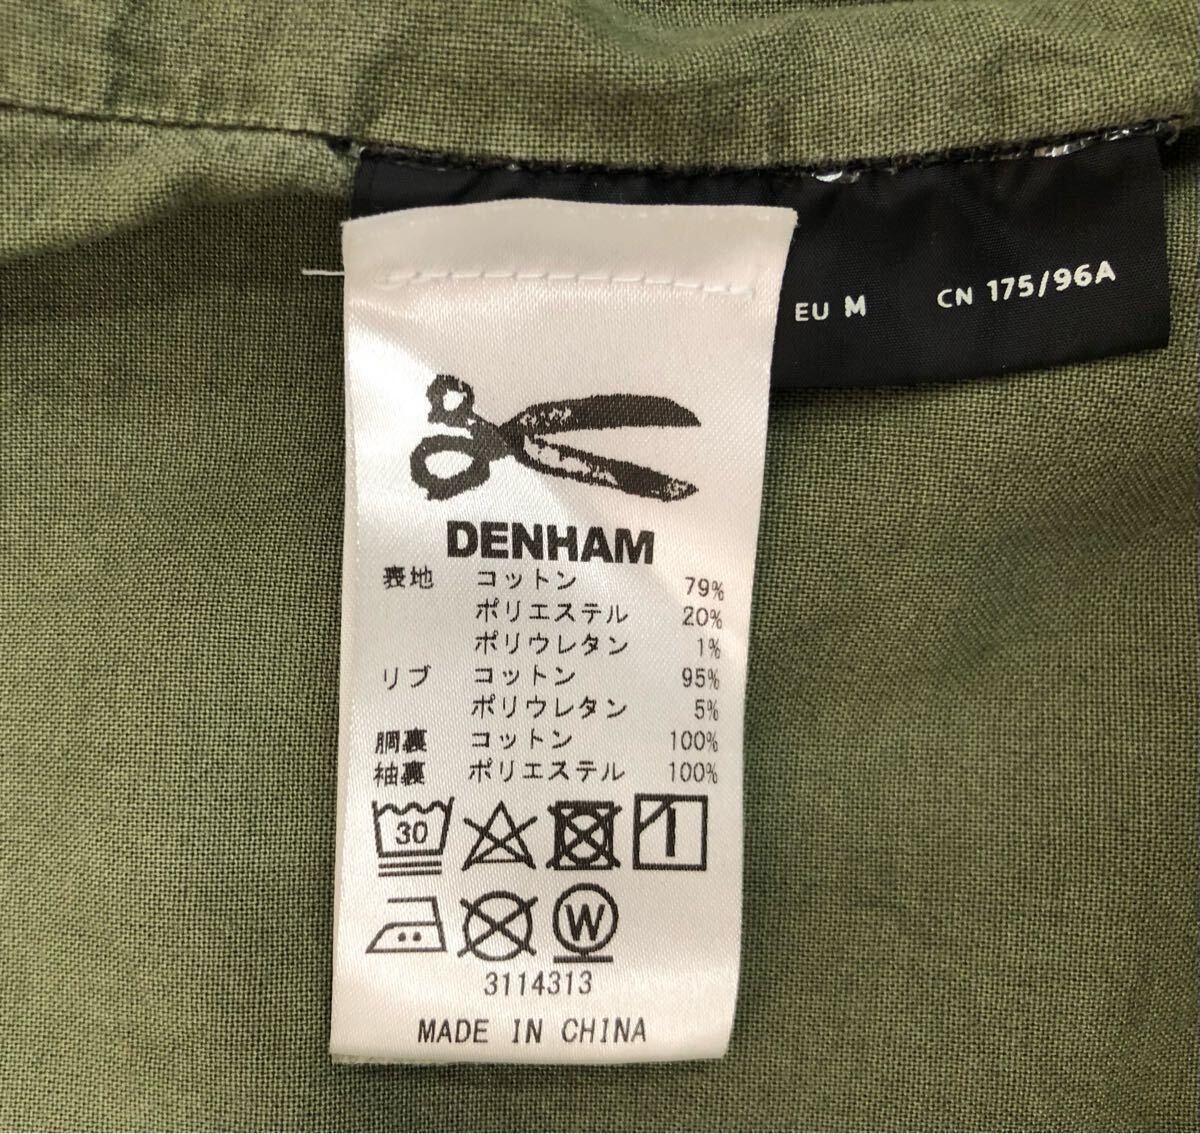 EU M CN 175/96A
DENHAM
表地 コットン 79%
ポリエステル 20%
ポリウレタン 1%
リブ コットン 95%
ポリウレタン 5%
胴裏 コットン 100%
袖裏 ポリエステル 100%
30
W
3114313
MADE IN CHINA